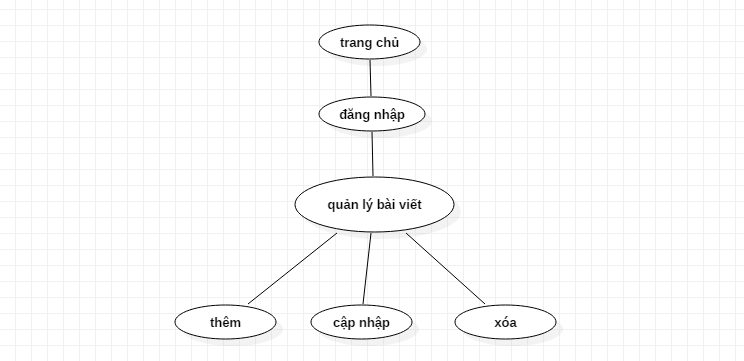 trang chủ
đăng nhập
quản lý bài viết
thêm
cập nhập
xóa